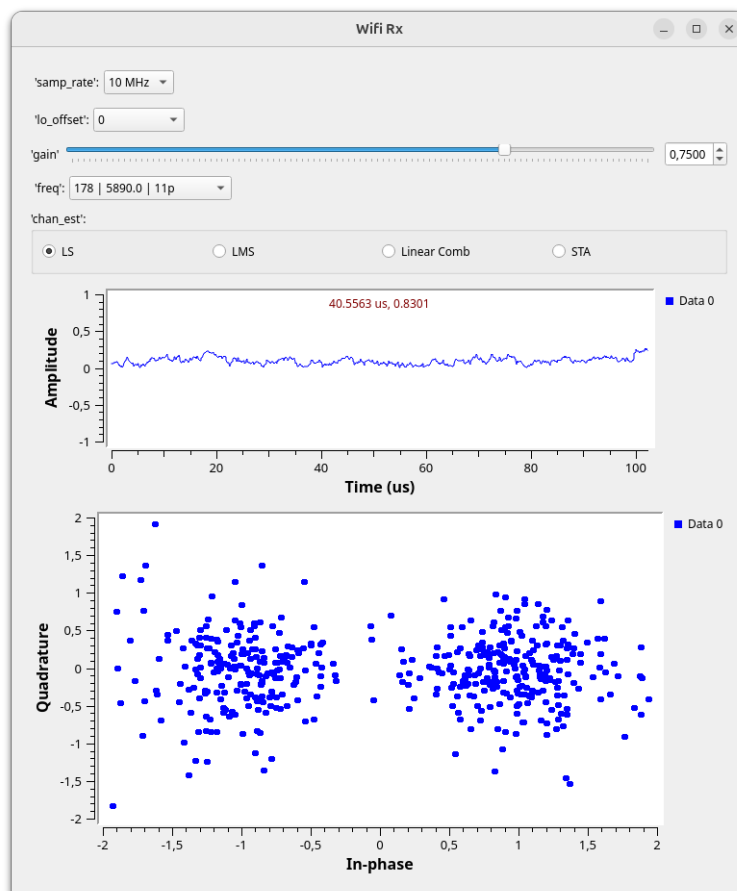 Wifi Rx
'samp_rate': 10 MHz
'lo_offset': 0
'gain' 0,7500
'freq': 178 | 5890.0 | 11p
'chan_est':
LS LMS Linear Comb STA
40.5563 us, 0.8301
Data 0
Amplitude
1
0,5
0
-0,5
-1
0 20 40 60 80 100
Time (us)
Data 0
Quadrature
2
1,5
1
0,5
0
-0,5
-1
-1,5
-2
-2 -1,5 -1 -0,5 0 0,5 1 1,5 2
In-phase